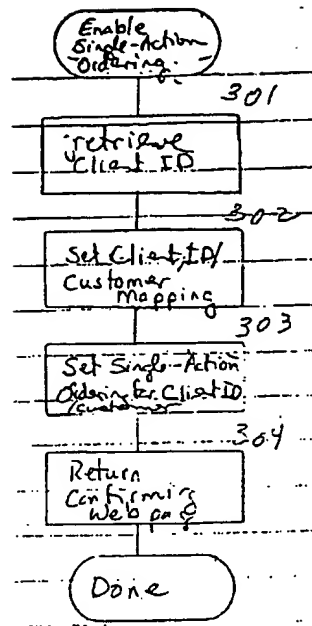 Enable
Single-Action
Ordering
301
retrieve
Client ID
302
Set Client ID/
Customer
Mapping
303
Set Single-Action
Ordering for Client ID
/customer
304
Return
Confirming
Web page
Done